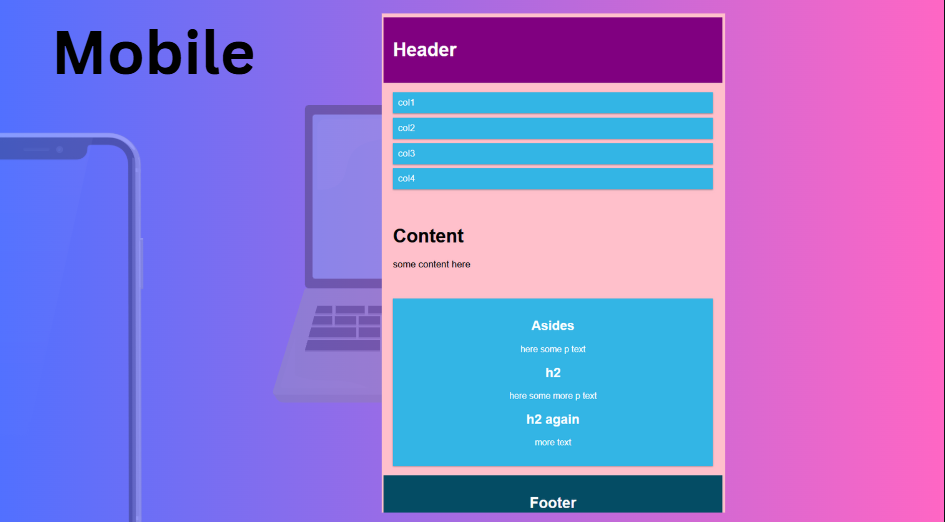 Mobile
Header
col1
col2
col3
col4
Content
some content here
Asides
here some p text
h2
here some more p text
h2 again
more text
Footer